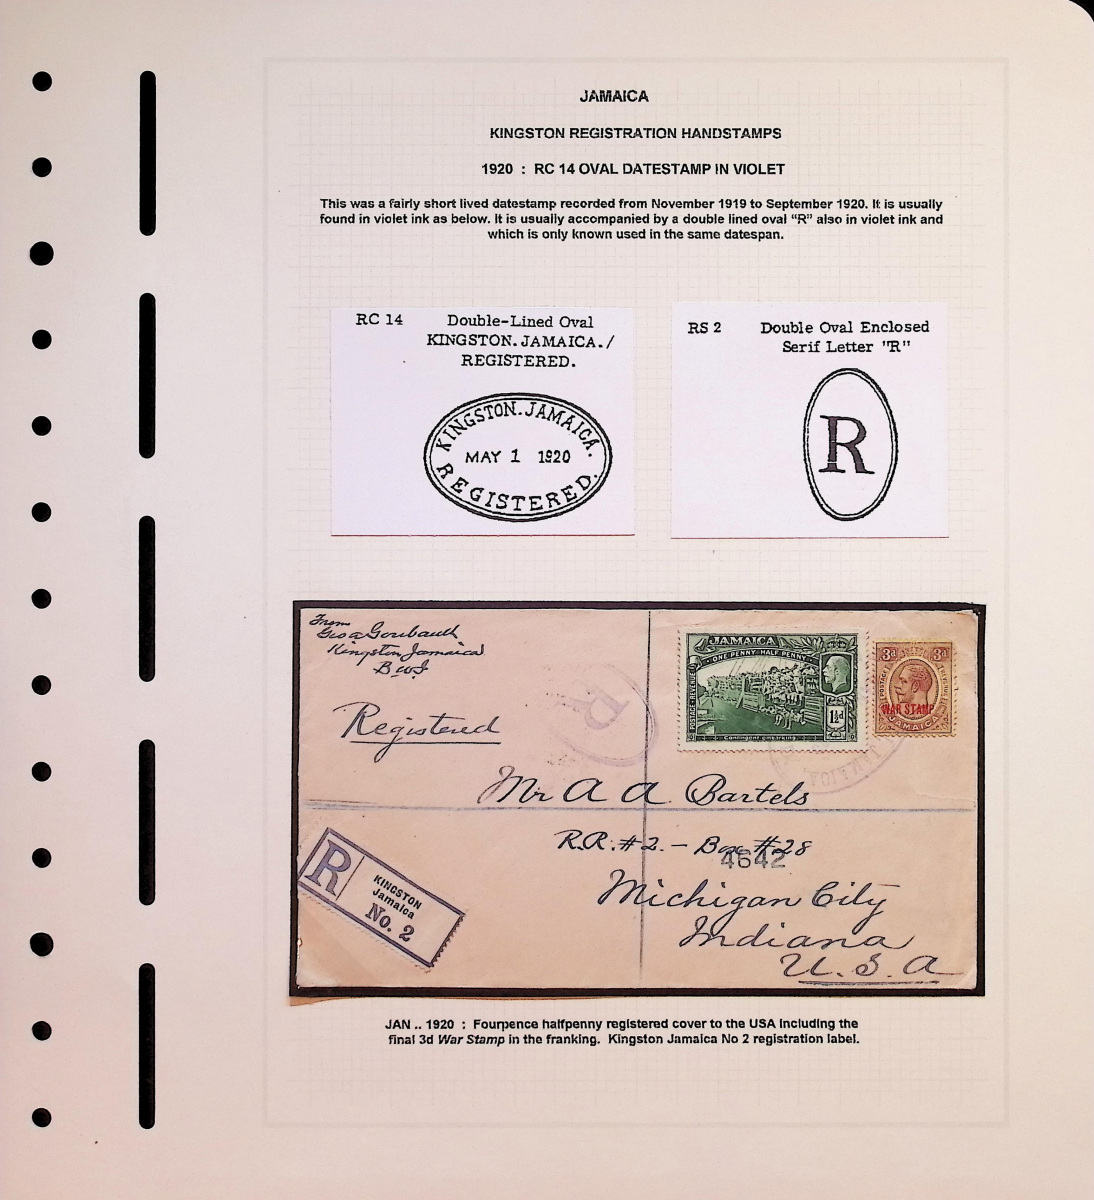 JAMAICA
KINGSTON REGISTRATION HANDSTAMPS
1920 : RC 14 OVAL DATESTAMP IN VIOLET
This was a fairly short lived datestamp recorded from November 1919 to September 1920. It is usually
found in violet ink as below. It is usually accompanied by a double lined oval “R” also in violet ink and
which is only known used in the same datespan.
RC 14
Double-Lined Oval
KINGSTON.JAMAICA./
REGISTERED.
KINGSTON.JAMAICA.
MAY 1 1920
REGISTERED.
RS 2
Double Oval Enclosed
Serif Letter "R"
R
From
Kingston Jamaica
B W I
Registered
R
JAMAICA
ONE PENNY HALF PENNY
POSTAGE & REVENUE
1½d
Contingent embarking
3d 3d
WAR STAMP
JAMAICA
JAMAICA
Mr A A Bartels
R.R. #2. - Box #28
4642
Michigan City
Indiana
U.S.A
R
KINGSTON
Jamaica
No. 2
JAN .. 1920 : Fourpence halfpenny registered cover to the USA including the
final 3d War Stamp in the franking. Kingston Jamaica No 2 registration label.